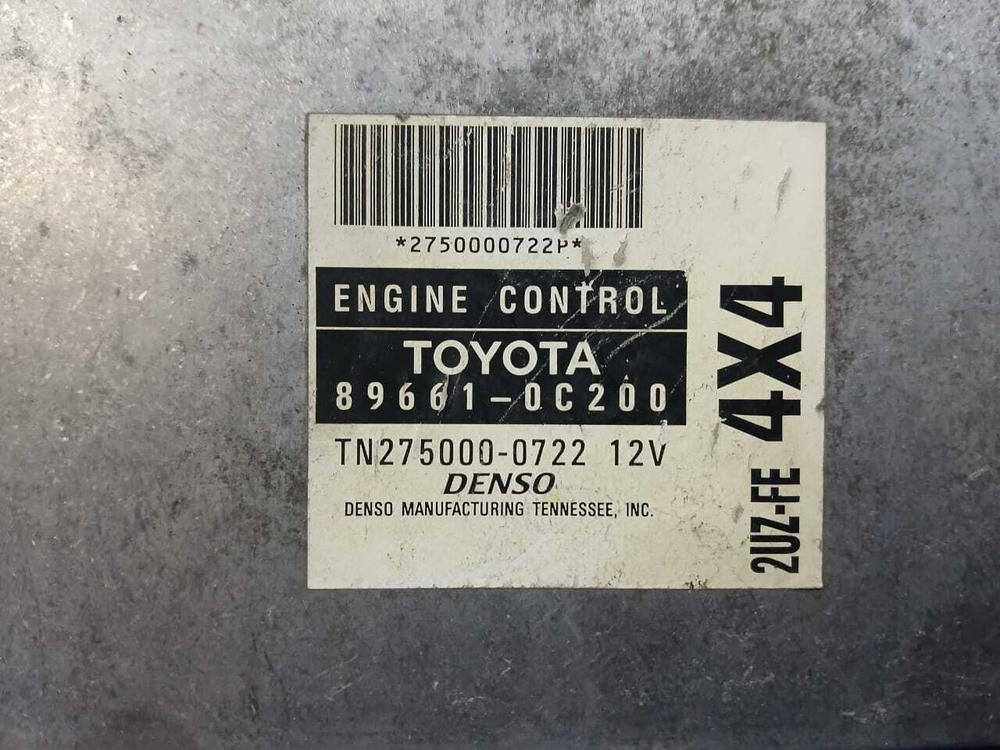 *2750000722P*
ENGINE CONTROL
TOYOTA
89661-0C200
TN275000-0722 12V
DENSO
DENSO MANUFACTURING TENNESSEE, INC.
2UZ-FE 4X4